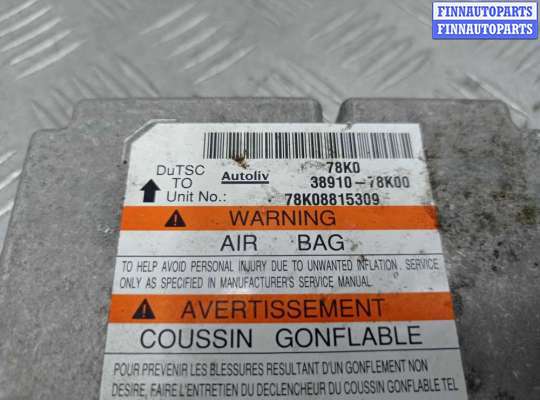 FINNAUTOPARTS
FINNAUTOPARTS
78K0
DuTSC Autoliv 38910-78K00
TO
Unit No.: 78K08815309
WARNING
AIR BAG
TO HELP AVOID PERSONAL INJURY DUE TO UNWANTED INFLATION. SERVICE
ONLY AS SPECIFIED IN MANUFACTURER'S SERVICE MANUAL.
AVERTISSEMENT
COUSSIN GONFLABLE
POUR PREVENIR LES BLESSURES RESULTANT D'UN GONFLEMENT NON
DESIRE, FAIRE L'ENTRETIEN DU DECLENCHEUR DU COUSSIN GONFLABLE TEL